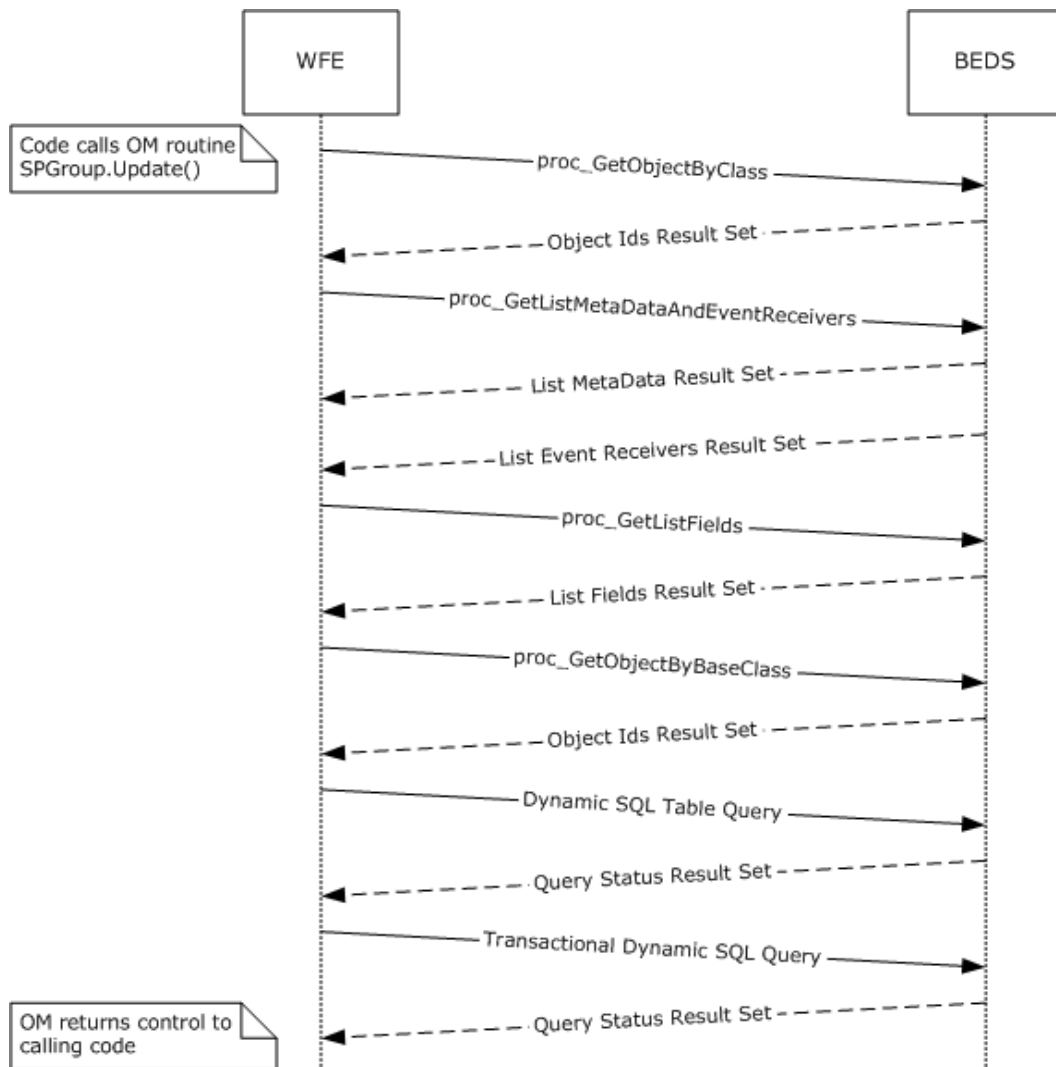 WFE
BEDS
Code calls OM routine
SPGroup.Update()
proc_GetObjectByClass
Object Ids Result Set
proc_GetListMetaDataAndEventReceivers
List MetaData Result Set
List Event Receivers Result Set
proc_GetListFields
List Fields Result Set
proc_GetObjectByBaseClass
Object Ids Result Set
Dynamic SQL Table Query
Query Status Result Set
Transactional Dynamic SQL Query
Query Status Result Set
OM returns control to
calling code